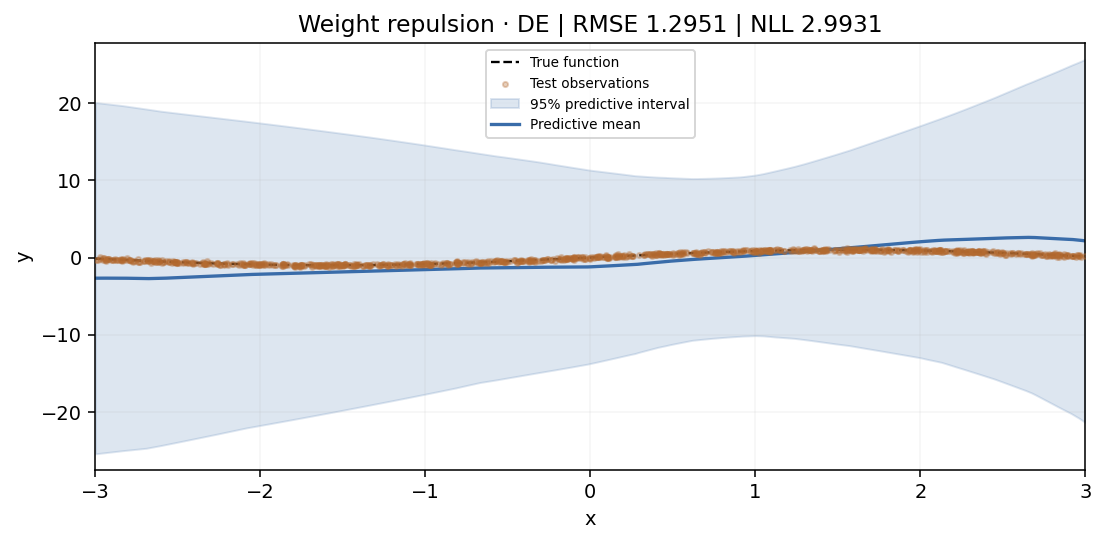 Weight repulsion · DE | RMSE 1.2951 | NLL 2.9931
True function
Test observations
95% predictive interval
Predictive mean
20
10
0
−10
−20
y
−3 −2 −1 0 1 2 3
x